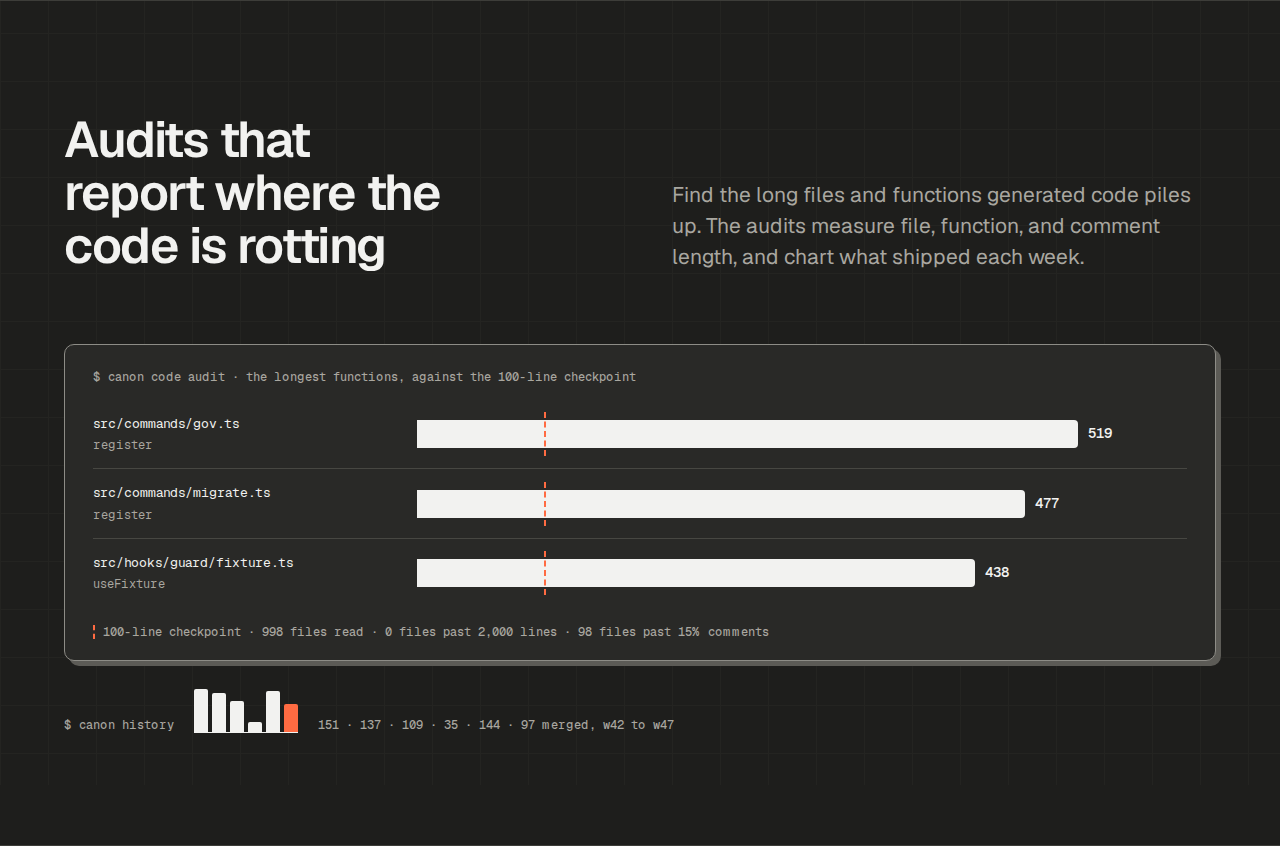 Audits that
report where the
code is rotting
Find the long files and functions generated code piles
up. The audits measure file, function, and comment
length, and chart what shipped each week.
$ canon code audit · the longest functions, against the 100-line checkpoint
src/commands/gov.ts
register
519
src/commands/migrate.ts
register
477
src/hooks/guard/fixture.ts
useFixture
438
100-line checkpoint · 998 files read · 0 files past 2,000 lines · 98 files past 15% comments
$ canon history
151 · 137 · 109 · 35 · 144 · 97 merged, w42 to w47